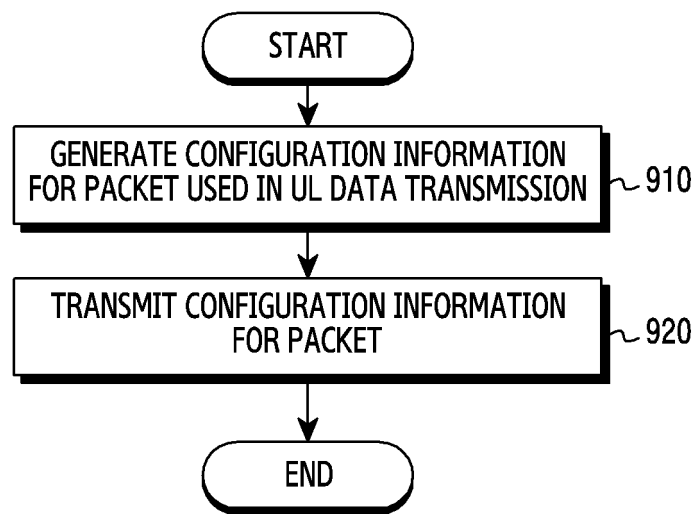 START
GENERATE CONFIGURATION INFORMATION
FOR PACKET USED IN UL DATA TRANSMISSION
910
TRANSMIT CONFIGURATION INFORMATION
FOR PACKET
920
END